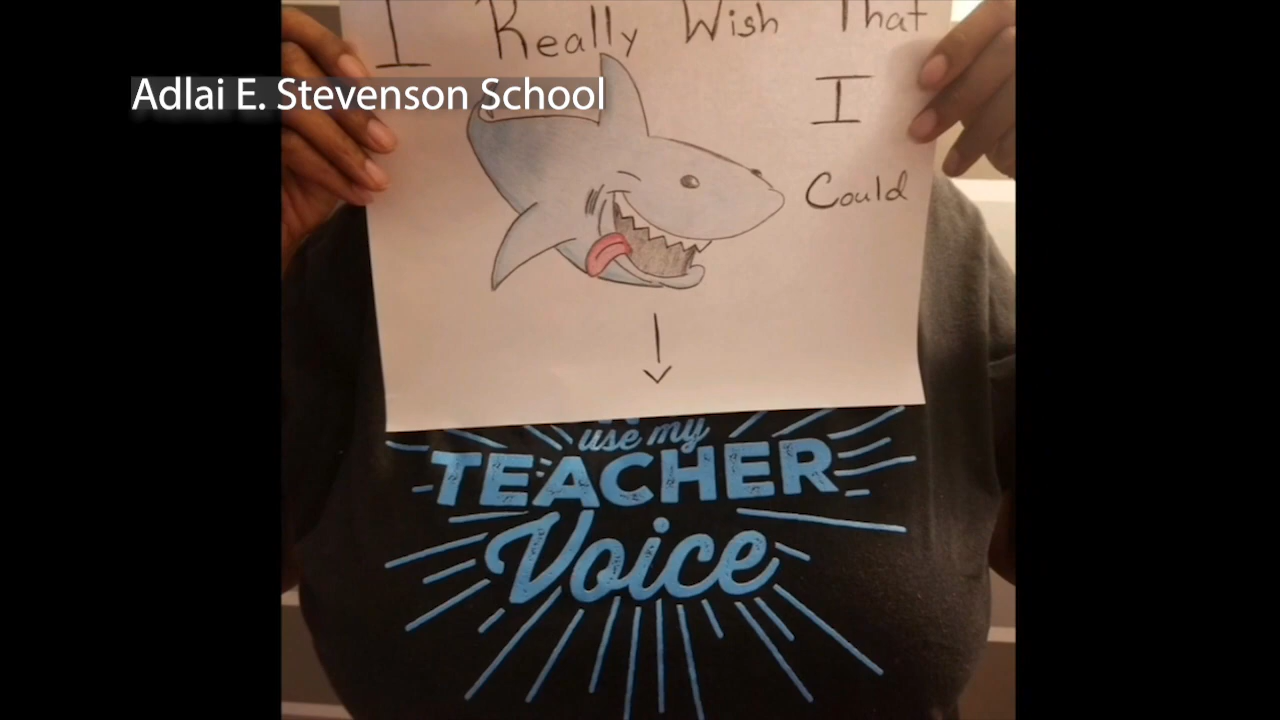 I Really Wish That
I
Could
Adlai E. Stevenson School
use my
TEACHER
Voice